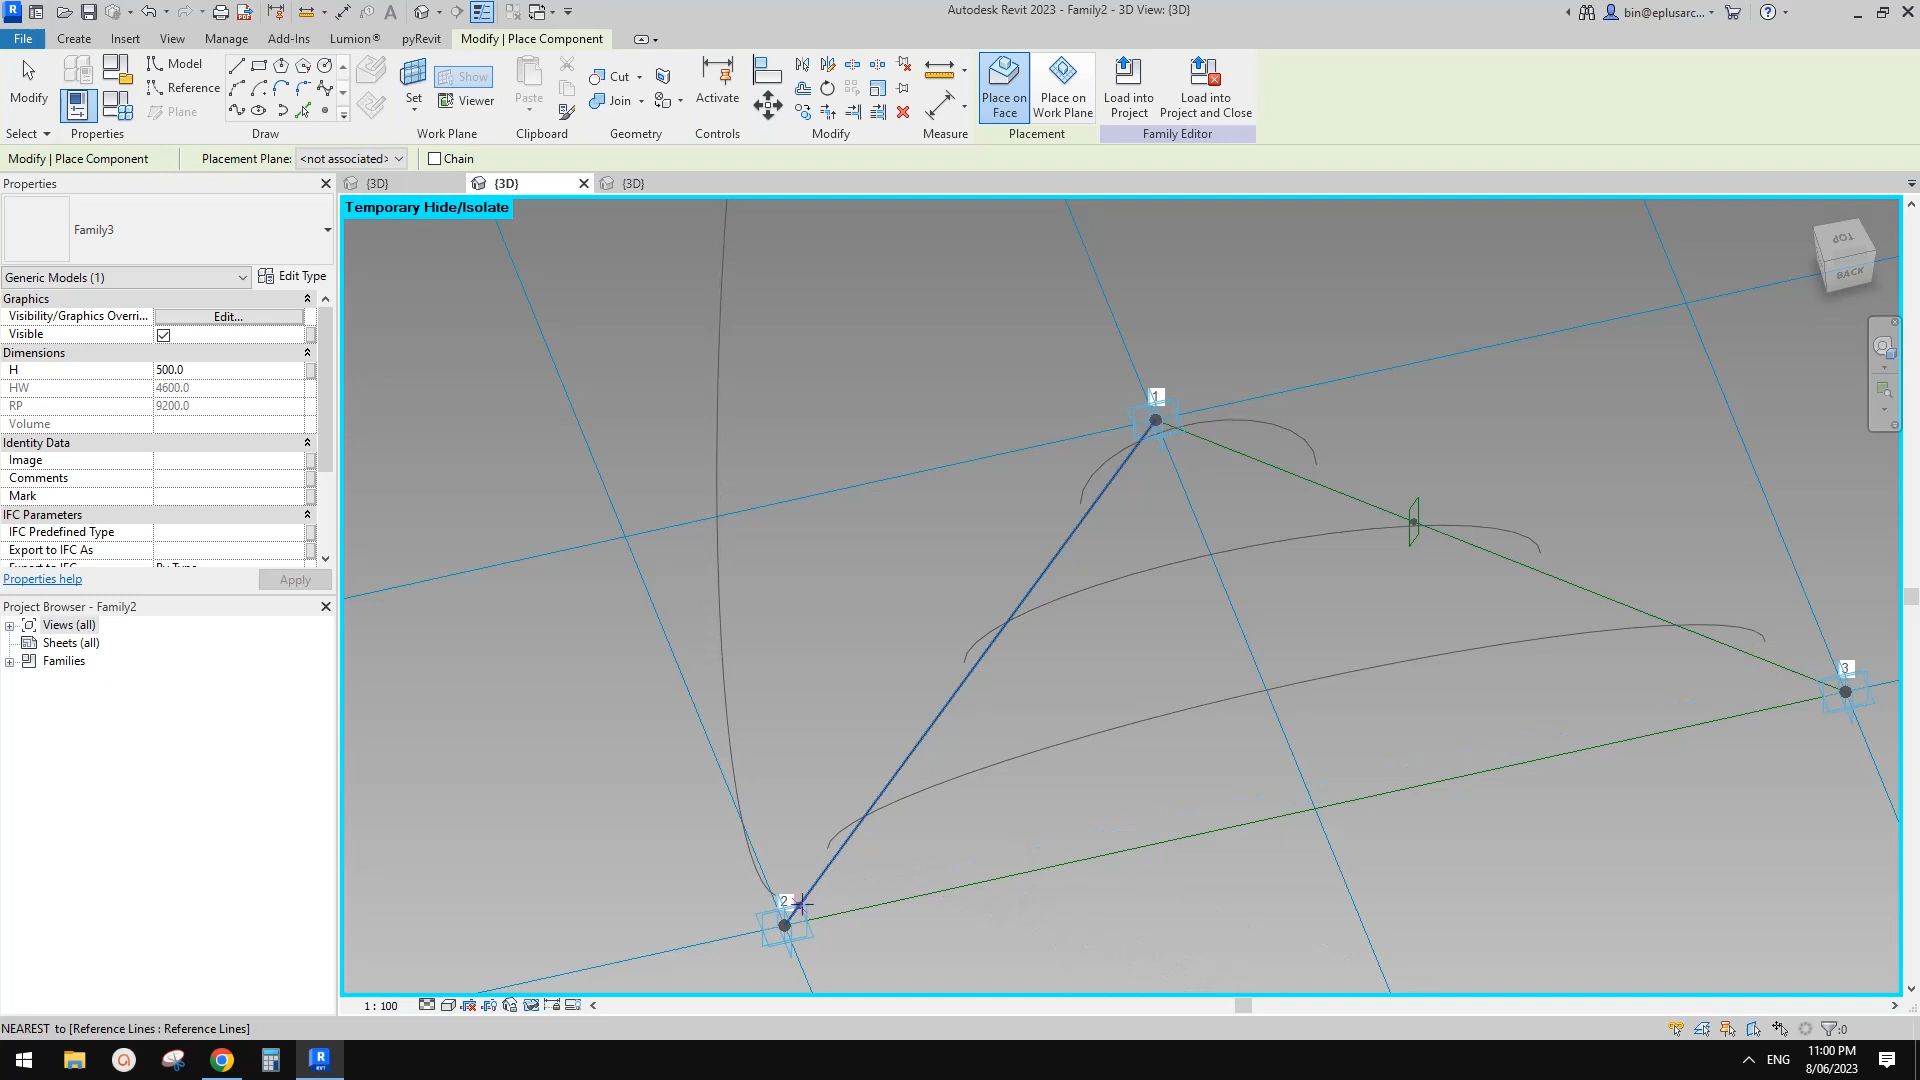 Autodesk Revit 2023 - Family2 - 3D View: {3D}
bin@eplusarc...
File
Create
Insert
View
Manage
Add-Ins
Lumion®
pyRevit
Modify | Place Component
Modify
Model
Reference
Plane
Set
Show
Viewer
Paste
Cut
Join
Activate
Place on Face
Place on Work Plane
Load into Project
Load into Project and Close
Select
Properties
Draw
Work Plane
Clipboard
Geometry
Controls
Modify
Measure
Placement
Family Editor
Modify | Place Component
Placement Plane:
<not associated>
Chain
Properties
{3D}
{3D}
{3D}
Temporary Hide/Isolate
Family3
Generic Models (1)
Edit Type
Graphics
Visibility/Graphics Overri...
Edit...
Visible
Dimensions
H 500.0
HW 4600.0
RP 9200.0
Volume
Identity Data
Image
Comments
Mark
IFC Parameters
IFC Predefined Type
Export to IFC As
Properties help
Apply
Project Browser - Family2
Views (all)
Sheets (all)
Families
TOP
BACK
1
2
3
1 : 100
NEAREST to [Reference Lines : Reference Lines]
:0
ENG
11:00 PM
8/06/2023